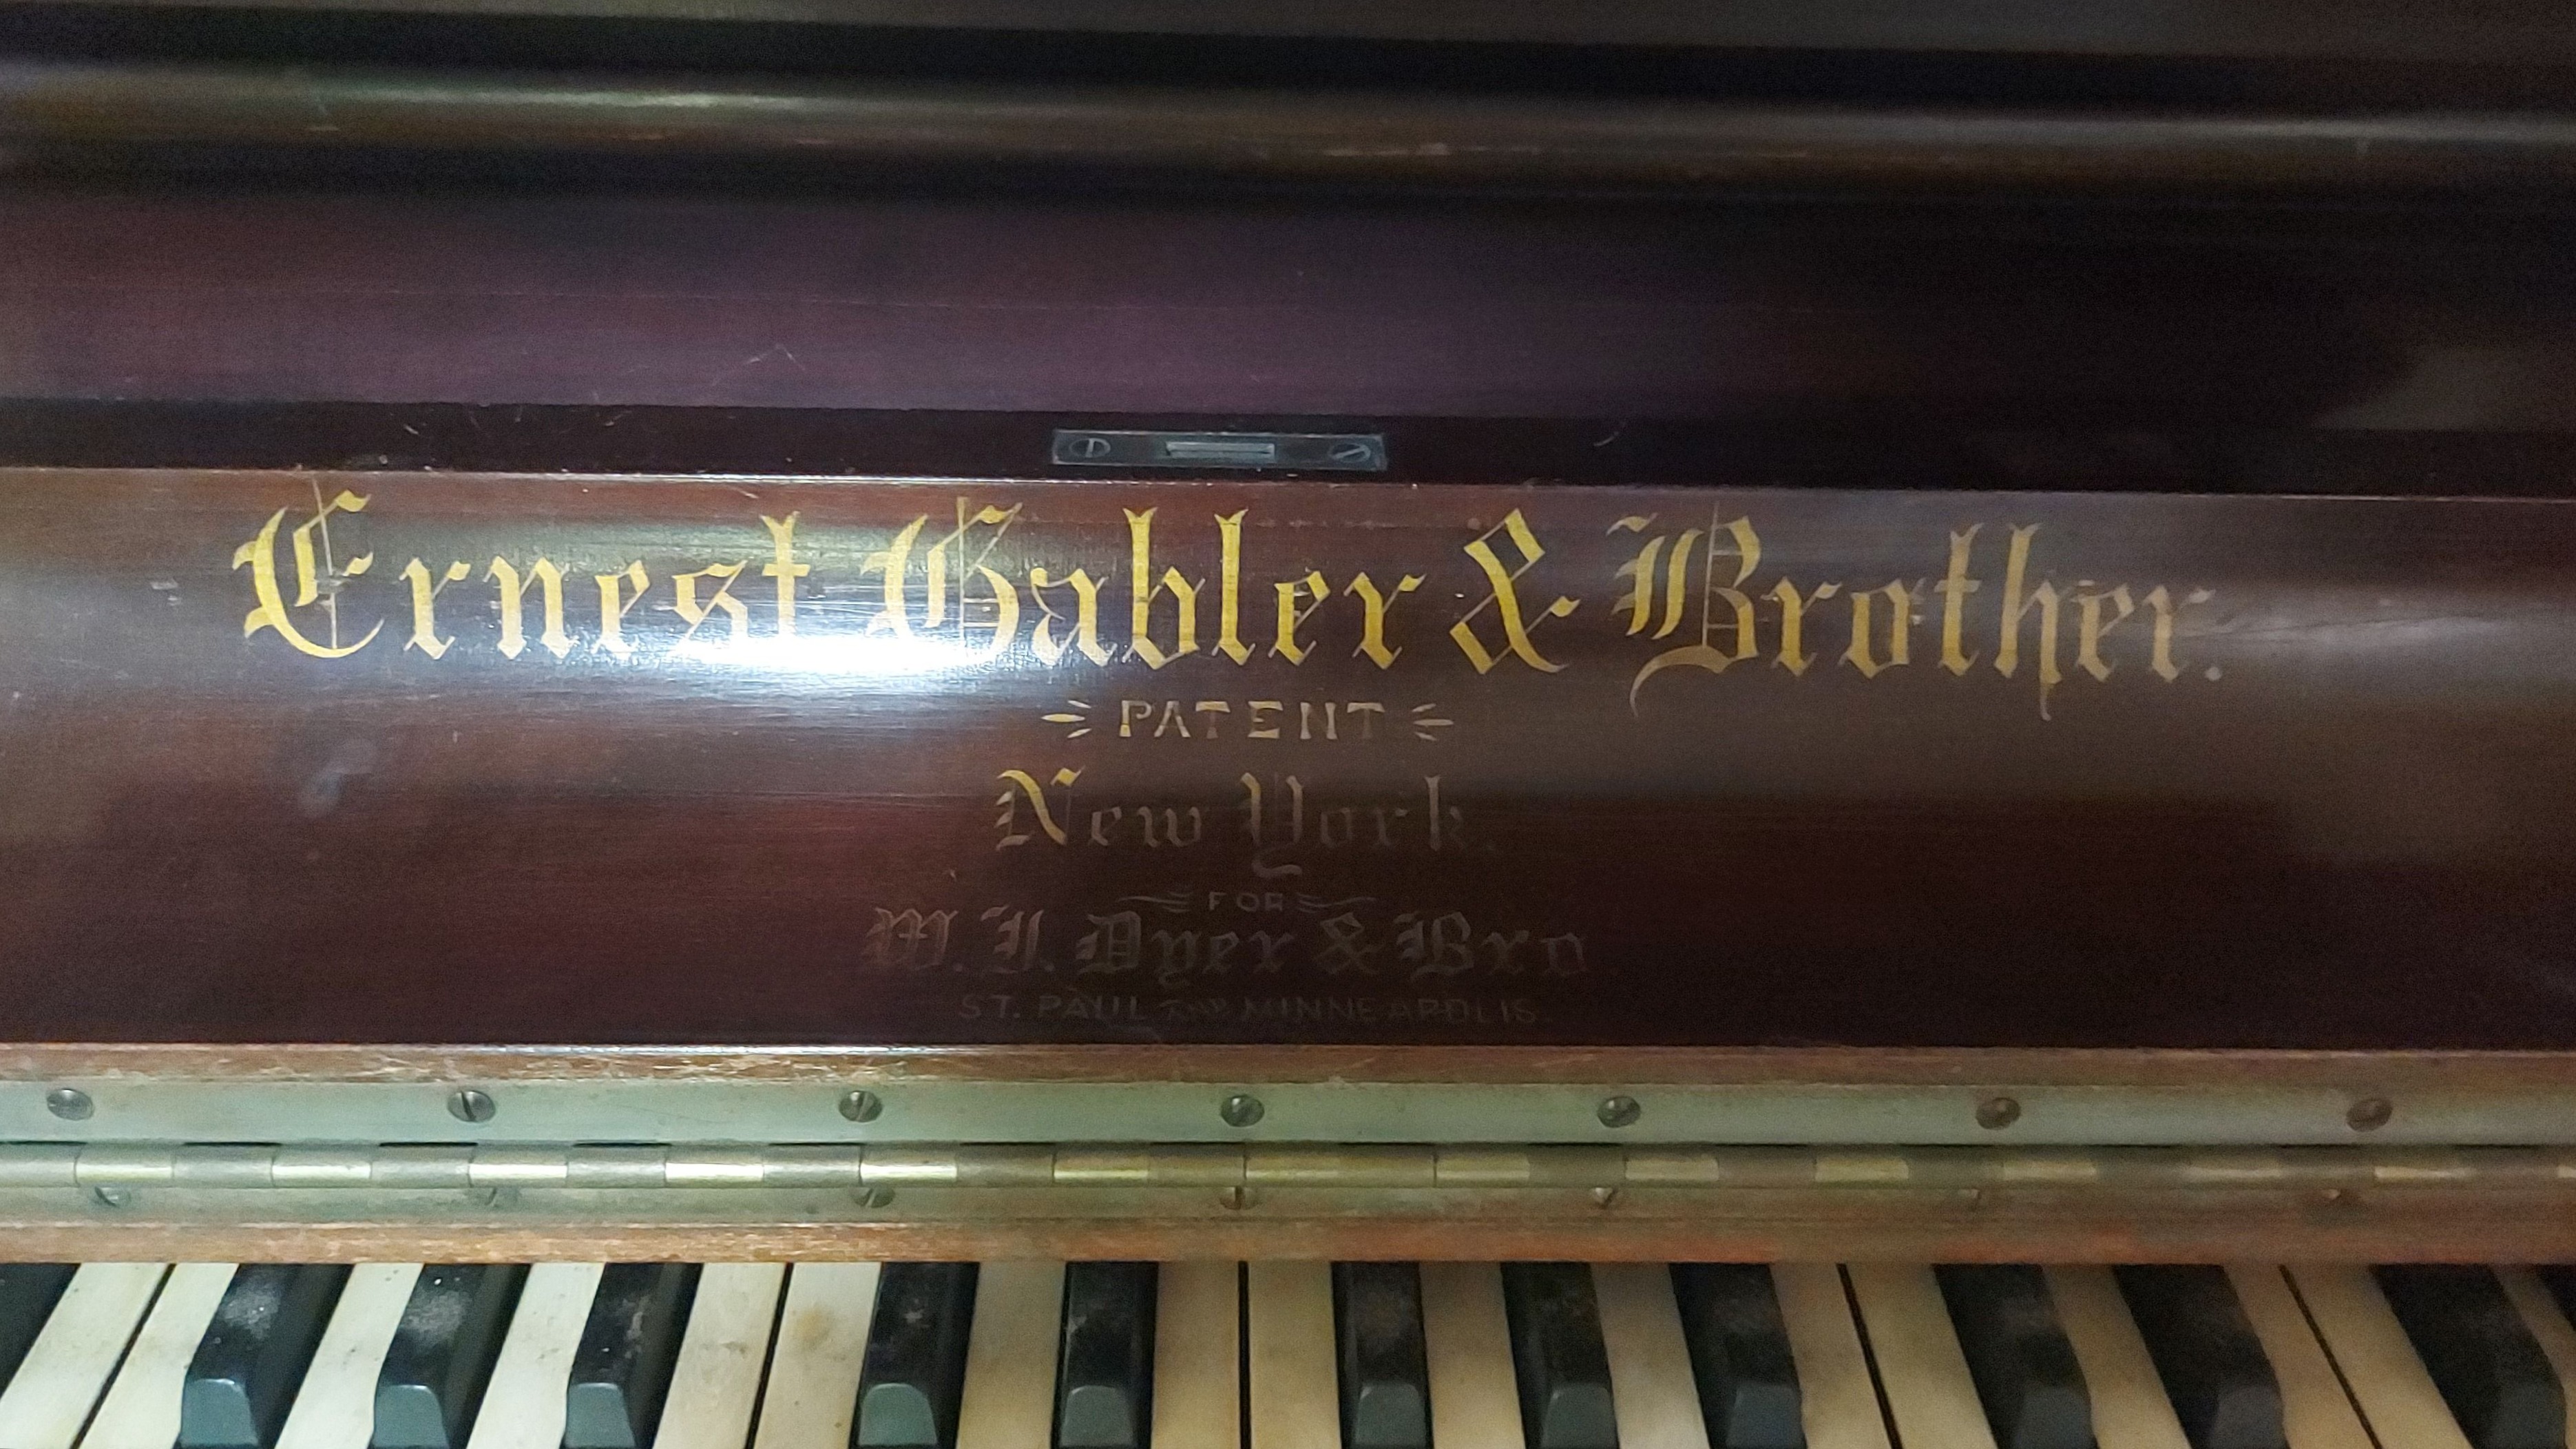 Ernest Gabler & Brother.
PATENT
New York.
FOR
W. J. Dyer & Bro
ST. PAUL AND MINNEAPOLIS.